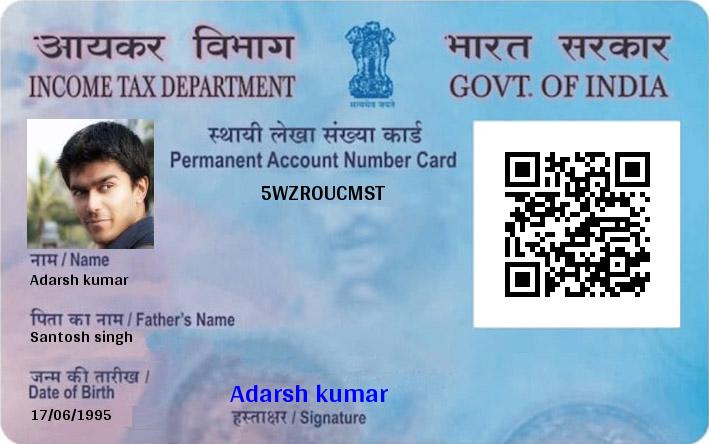 आयकर विभाग
भारत सरकार
INCOME TAX DEPARTMENT
GOVT. OF INDIA
सत्यमेव जयते
स्थायी लेखा संख्या कार्ड
Permanent Account Number Card
5WZROUCMST
नाम / Name
Adarsh kumar
पिता का नाम / Father's Name
Santosh singh
जन्म की तारीख /
Date of Birth
17/06/1995
Adarsh kumar
हस्ताक्षर / Signature